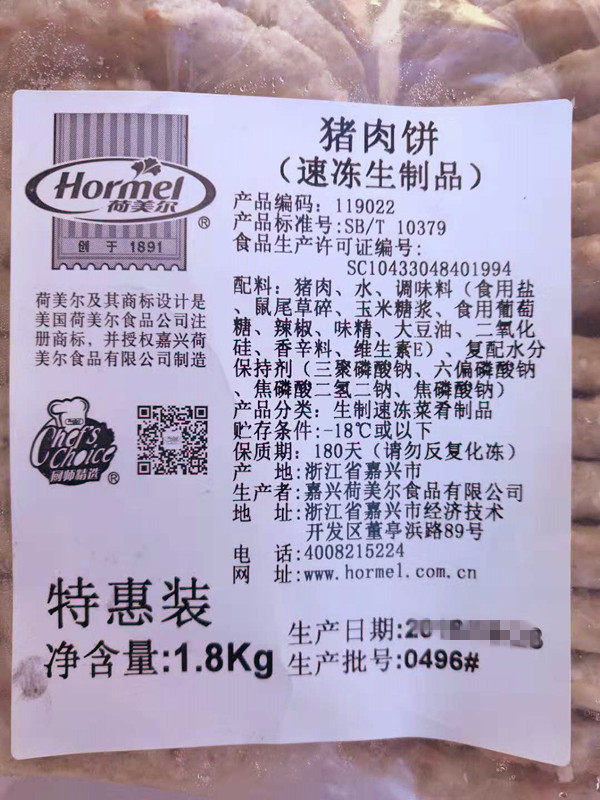 猪肉饼
（速冻生制品）
Hormel
荷美尔
®
创 于 1891
产品编码：119022
产品标准号:SB/T 10379
食品生产许可证编号:
SC10433048401994
配料：猪肉、水、调味料（食用盐
、鼠尾草碎、玉米糖浆、食用葡萄
糖、辣椒、味精、大豆油、二氧化
硅、香辛料、维生素E）、复配水分
保持剂（三聚磷酸钠、六偏磷酸钠
、焦磷酸二氢二钠、焦磷酸钠）
产品分类：生制速冻菜肴制品
贮存条件:-18℃或以下
保质期：180天（请勿反复化冻）
产 地:浙江省嘉兴市
生产者:嘉兴荷美尔食品有限公司
地 址:浙江省嘉兴市经济技术
开发区董亭浜路89号
电 话:4008215224
网 址:www.hormel.com.cn
荷美尔及其商标设计是
美国荷美尔食品公司注
册商标，并授权嘉兴荷
美尔食品有限公司制造
Chef's
Choice
厨师精选
®
特惠装
净含量:1.8Kg
生产日期:201
生产批号:0496#